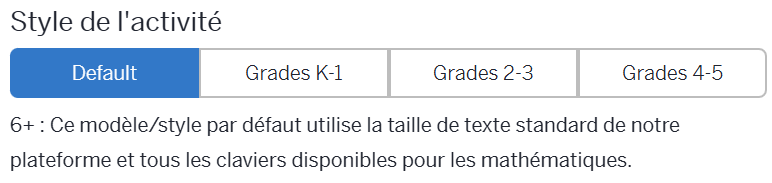 Style de l'activité
Default Grades K-1 Grades 2-3 Grades 4-5
6+ : Ce modèle/style par défaut utilise la taille de texte standard de notre
plateforme et tous les claviers disponibles pour les mathématiques.